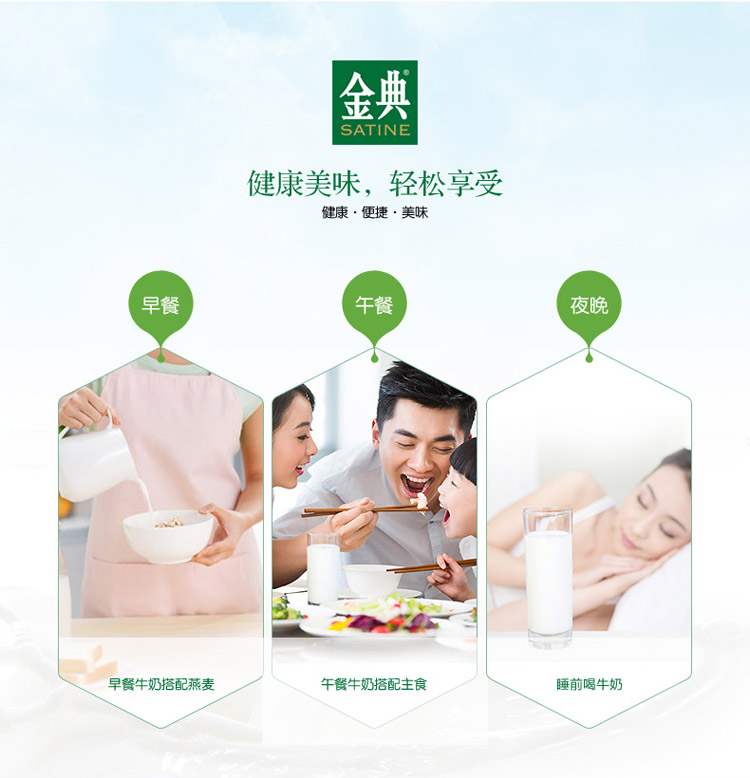 金典®
SATINE
健康美味，轻松享受
健康·便捷·美味
早餐
午餐
夜晚
早餐牛奶搭配燕麦
午餐牛奶搭配主食
睡前喝牛奶